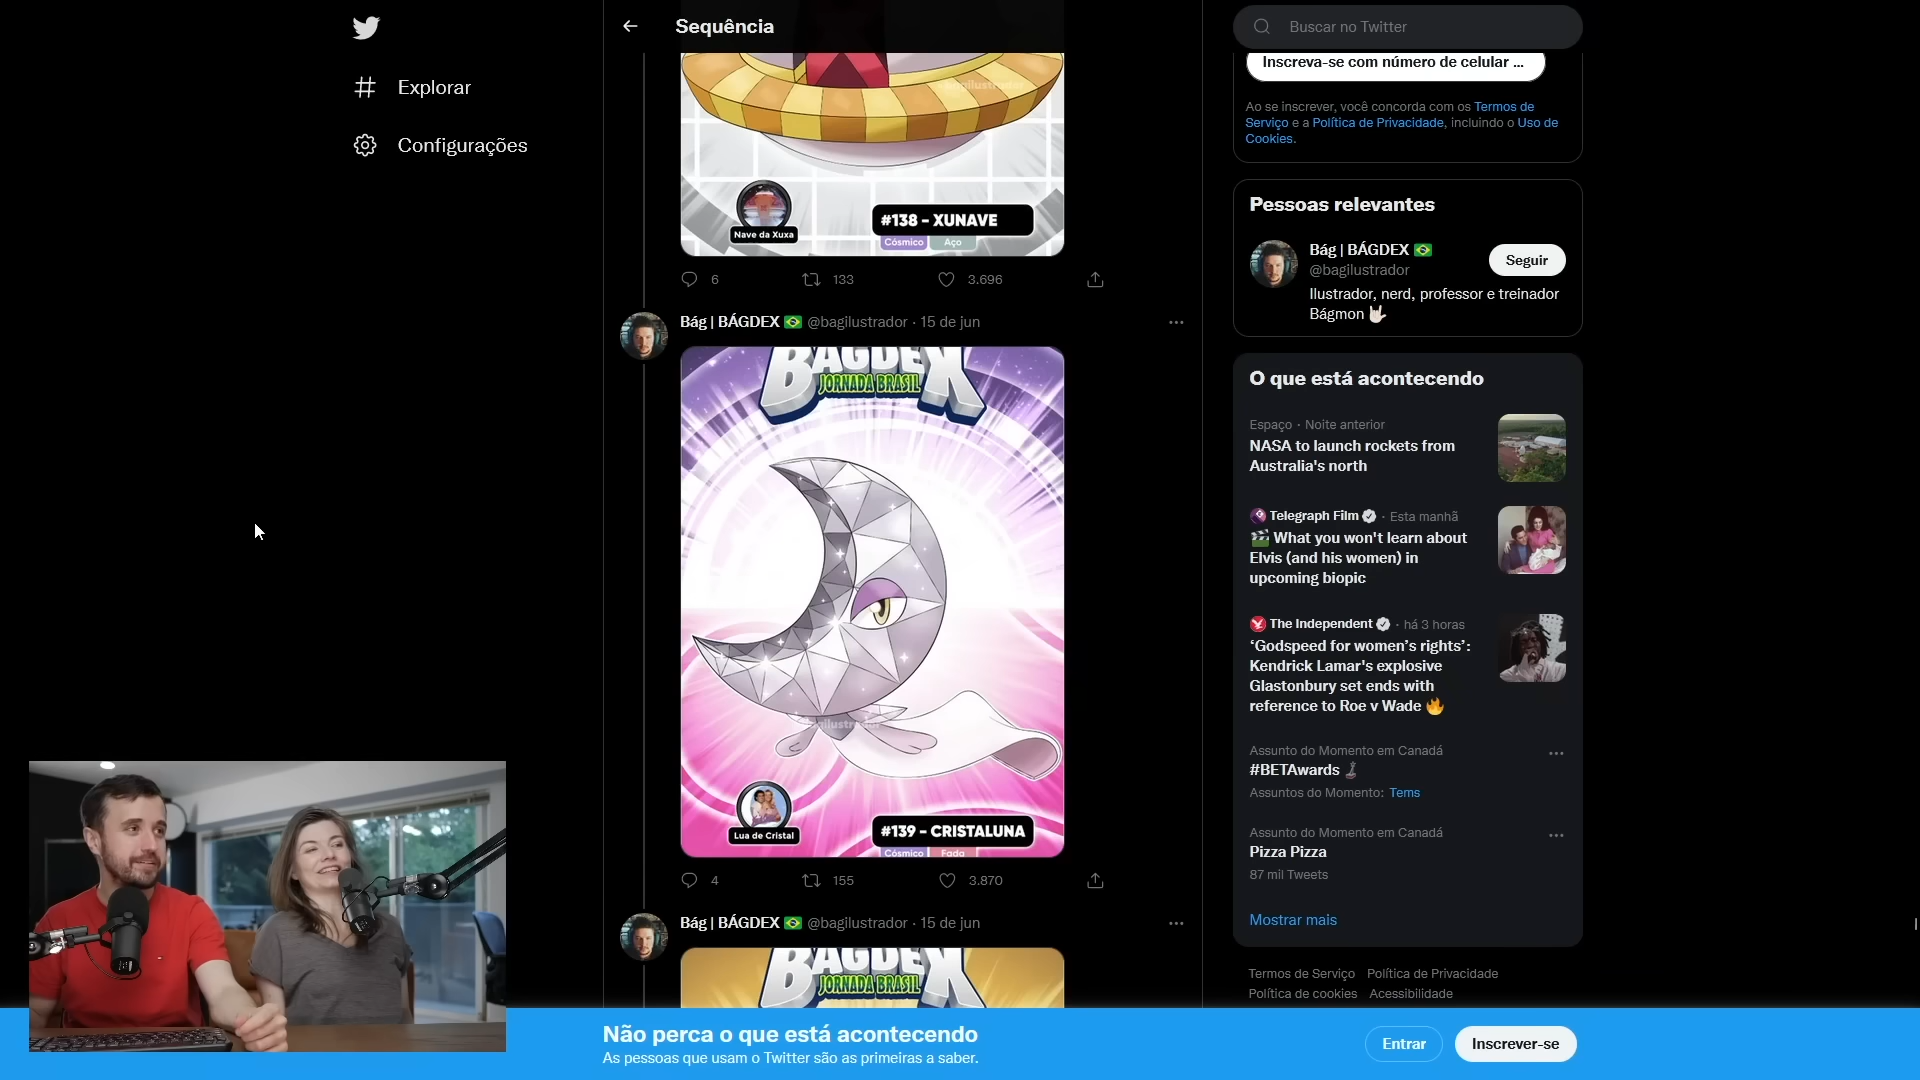 Explorar
Configurações
Sequência
Nave da Xuxa
#138 - XUNAVE
Cósmico Aço
6 133 3.696
Bág | BÁGDEX 🇧🇷 @bagilustrador · 15 de jun
BÁGDEX
JORNADA BRASIL
bagilustrador
Lua de Cristal
#139 - CRISTALUNA
Cósmico Fada
4 155 3.870
Bág | BÁGDEX 🇧🇷 @bagilustrador · 15 de jun
BÁGDEX
JORNADA BRASIL
Buscar no Twitter
Inscreva-se com número de celular ...
Ao se inscrever, você concorda com os Termos de
Serviço e a Política de Privacidade, incluindo o Uso de
Cookies.
Pessoas relevantes
Bág | BÁGDEX 🇧🇷
@bagilustrador
Seguir
Ilustrador, nerd, professor e treinador
Bágmon 🤟🏻
O que está acontecendo
Espaço · Noite anterior
NASA to launch rockets from
Australia's north
Telegraph Film · Esta manhã
🎬 What you won't learn about
Elvis (and his women) in
upcoming biopic
The Independent · há 3 horas
‘Godspeed for women’s rights’:
Kendrick Lamar's explosive
Glastonbury set ends with
reference to Roe v Wade 🔥
Assunto do Momento em Canadá
#BETAwards
Assuntos do Momento: Tems
Assunto do Momento em Canadá
Pizza Pizza
87 mil Tweets
Mostrar mais
Termos de Serviço Política de Privacidade
Política de cookies Acessibilidade
Não perca o que está acontecendo
As pessoas que usam o Twitter são as primeiras a saber.
Entrar
Inscrever-se